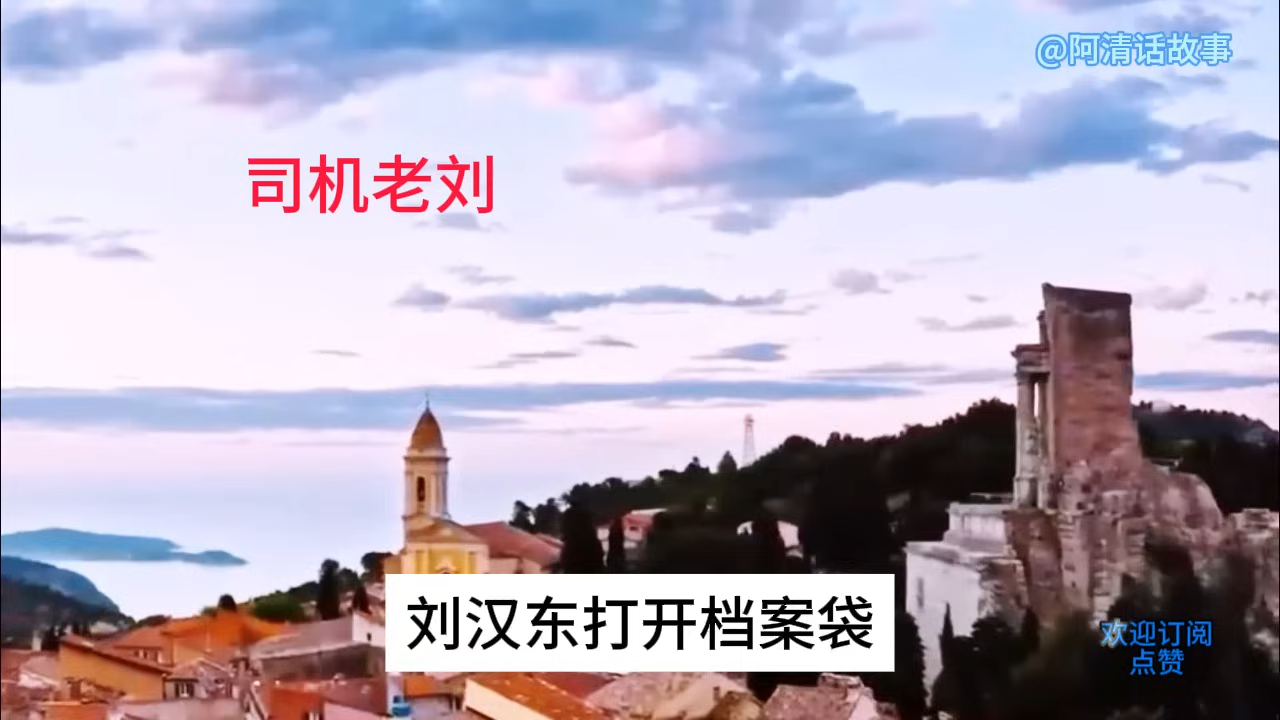 @阿清话故事
司机老刘
刘汉东打开档案袋
欢迎订阅
点赞